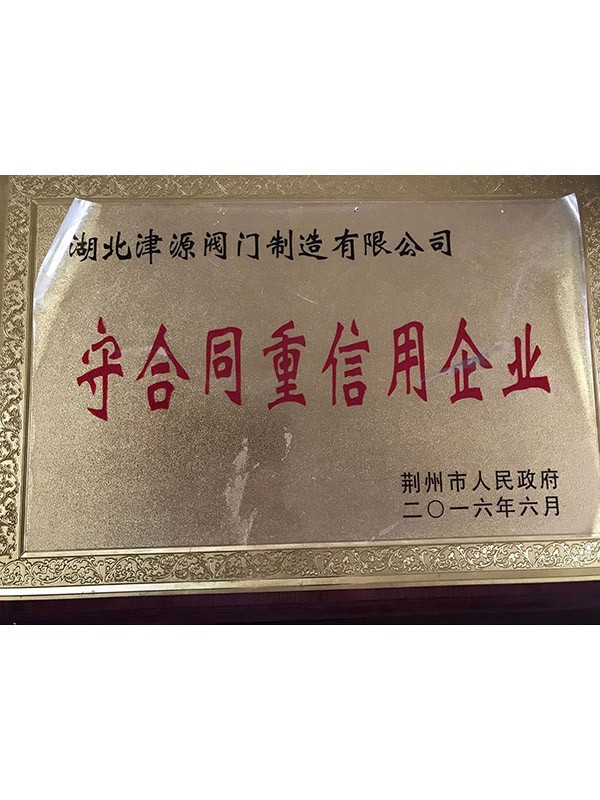 湖北津源阀门制造有限公司
守合同重信用企业
荆州市人民政府
二〇一六年六月